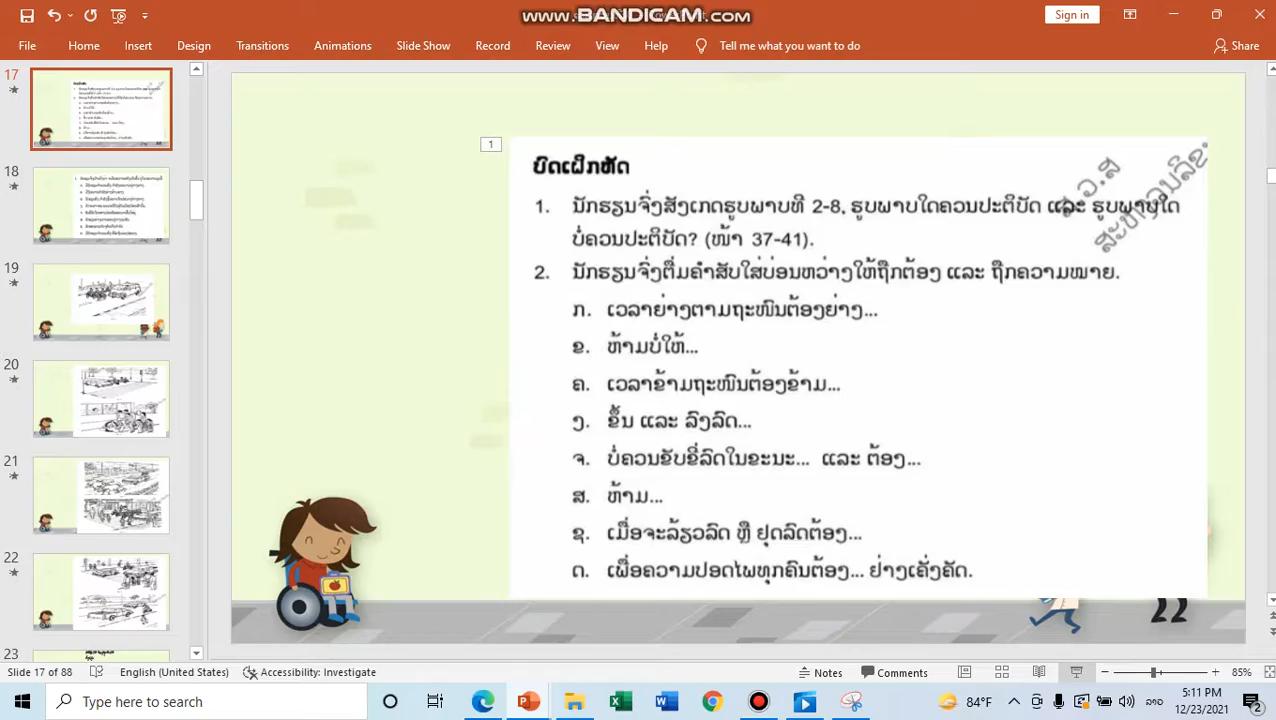 WWW.BANDICAM.COM
Sign in
File Home Insert Design Transitions Animations Slide Show Record Review View Help Tell me what you want to do Share
17
18
19
20
21
22
23
1
ບົດເຝິກຫັດ
1. ນັກຮຽນຈົ່ງສັງເກດຮູບພາບທີ 2-8, ຮູບພາບໃດຄວນປະຕິບັດ ແລະ ຮູບພາບໃດ
ບໍ່ຄວນປະຕິບັດ? (ໜ້າ 37-41).
2. ນັກຮຽນຈົ່ງຕື່ມຄຳສັບໃສ່ບ່ອນຫວ່າງໃຫ້ຖືກຕ້ອງ ແລະ ຖືກຄວາມໝາຍ.
ກ. ເວລາຍ່າງຕາມຖະໜົນຕ້ອງຍ່າງ...
ຂ. ຫ້າມບໍ່ໃຫ້...
ຄ. ເວລາຂ້າມຖະໜົນຕ້ອງຂ້າມ...
ງ. ຂຶ້ນ ແລະ ລົງລົດ...
ຈ. ບໍ່ຄວນຂັບຂີ່ລົດໃນຂະນະ... ແລະ ຕ້ອງ...
ສ. ຫ້າມ...
ຊ. ເມື່ອຈະລ້ຽວລົດ ຫຼື ຢຸດລົດຕ້ອງ...
ດ. ເພື່ອຄວາມປອດໄພທຸກຄົນຕ້ອງ... ຢ່າງເຄັ່ງຄັດ.
Slide 17 of 88 English (United States) Accessibility: Investigate Notes Comments 85%
Type here to search 84°F ລາວ 5:11 PM
12/23/2021 2